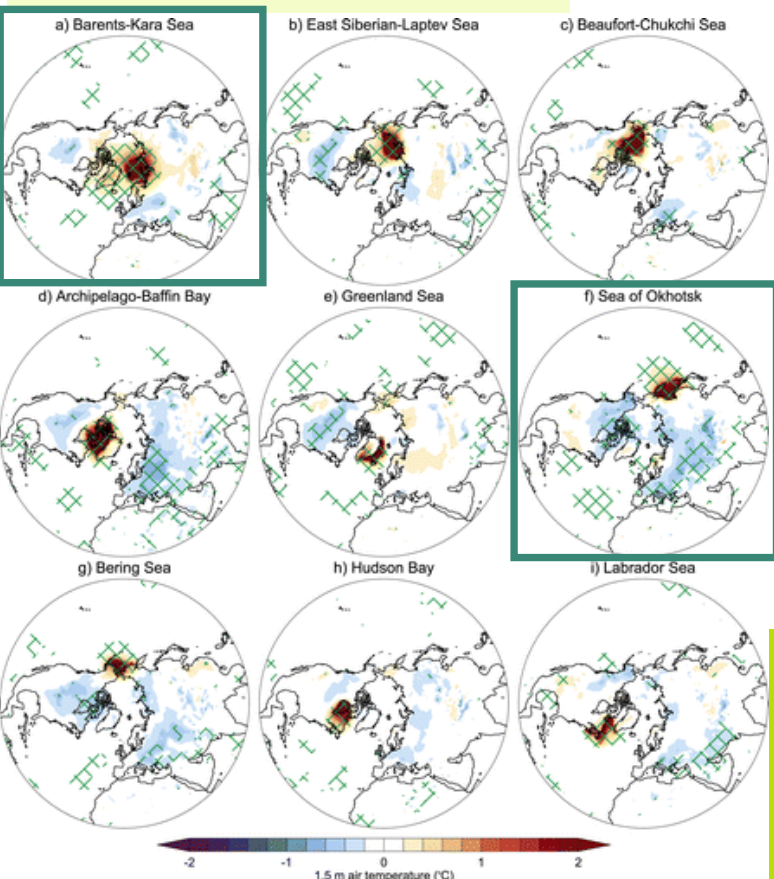 a) Barents-Kara Sea
b) East Siberian-Laptev Sea
c) Beaufort-Chukchi Sea
d) Archipelago-Baffin Bay
e) Greenland Sea
f) Sea of Okhotsk
g) Bering Sea
h) Hudson Bay
i) Labrador Sea
-2 -1 0 1 2
1.5 m air temperature (°C)